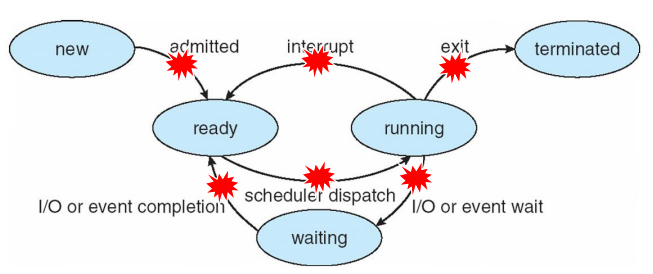 new
admitted
interrupt
exit
terminated
ready
running
I/O or event completion
scheduler dispatch
I/O or event wait
waiting